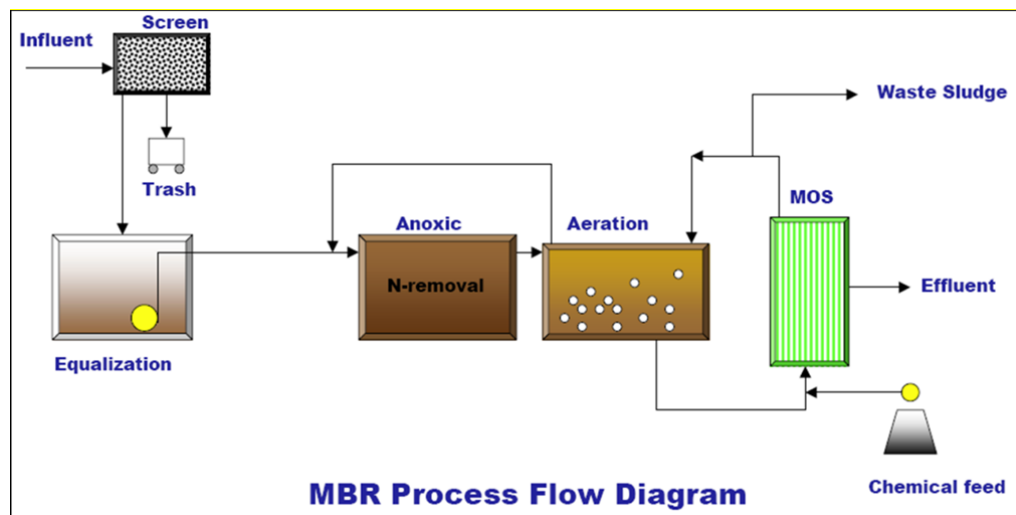 Screen
Influent
Waste Sludge
Trash
MOS
Anoxic
Aeration
N-removal
Effluent
Equalization
Chemical feed
MBR Process Flow Diagram